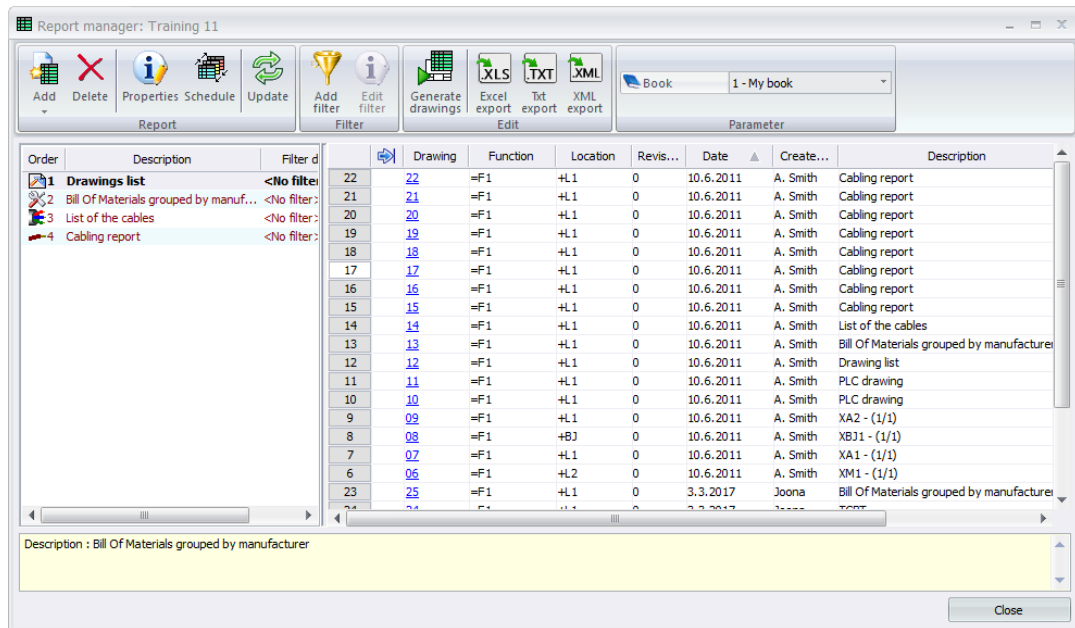 Report manager: Training 11
Add Delete Properties Schedule Update Add filter Edit filter Generate drawings Excel export Txt export XML export
.XLS .TXT .XML
Book 1 - My book
Report Filter Edit Parameter
Order Description Filter d
1 Drawings list <No filter
2 Bill Of Materials grouped by manuf... <No filter>
3 List of the cables <No filter>
4 Cabling report <No filter>
Drawing Function Location Revis... Date Create... Description
22 22 =F1 +L1 0 10.6.2011 A. Smith Cabling report
21 21 =F1 +L1 0 10.6.2011 A. Smith Cabling report
20 20 =F1 +L1 0 10.6.2011 A. Smith Cabling report
19 19 =F1 +L1 0 10.6.2011 A. Smith Cabling report
18 18 =F1 +L1 0 10.6.2011 A. Smith Cabling report
17 17 =F1 +L1 0 10.6.2011 A. Smith Cabling report
16 16 =F1 +L1 0 10.6.2011 A. Smith Cabling report
15 15 =F1 +L1 0 10.6.2011 A. Smith Cabling report
14 14 =F1 +L1 0 10.6.2011 A. Smith List of the cables
13 13 =F1 +L1 0 10.6.2011 A. Smith Bill Of Materials grouped by manufacturer
12 12 =F1 +L1 0 10.6.2011 A. Smith Drawing list
11 11 =F1 +L1 0 10.6.2011 A. Smith PLC drawing
10 10 =F1 +L1 0 10.6.2011 A. Smith PLC drawing
9 09 =F1 +L1 0 10.6.2011 A. Smith XA2 - (1/1)
8 08 =F1 +BJ 0 10.6.2011 A. Smith XBJ1 - (1/1)
7 07 =F1 +L1 0 10.6.2011 A. Smith XA1 - (1/1)
6 06 =F1 +L2 0 10.6.2011 A. Smith XM1 - (1/1)
23 25 =F1 +L1 0 3.3.2017 Joona Bill Of Materials grouped by manufacturer
Description : Bill Of Materials grouped by manufacturer
Close